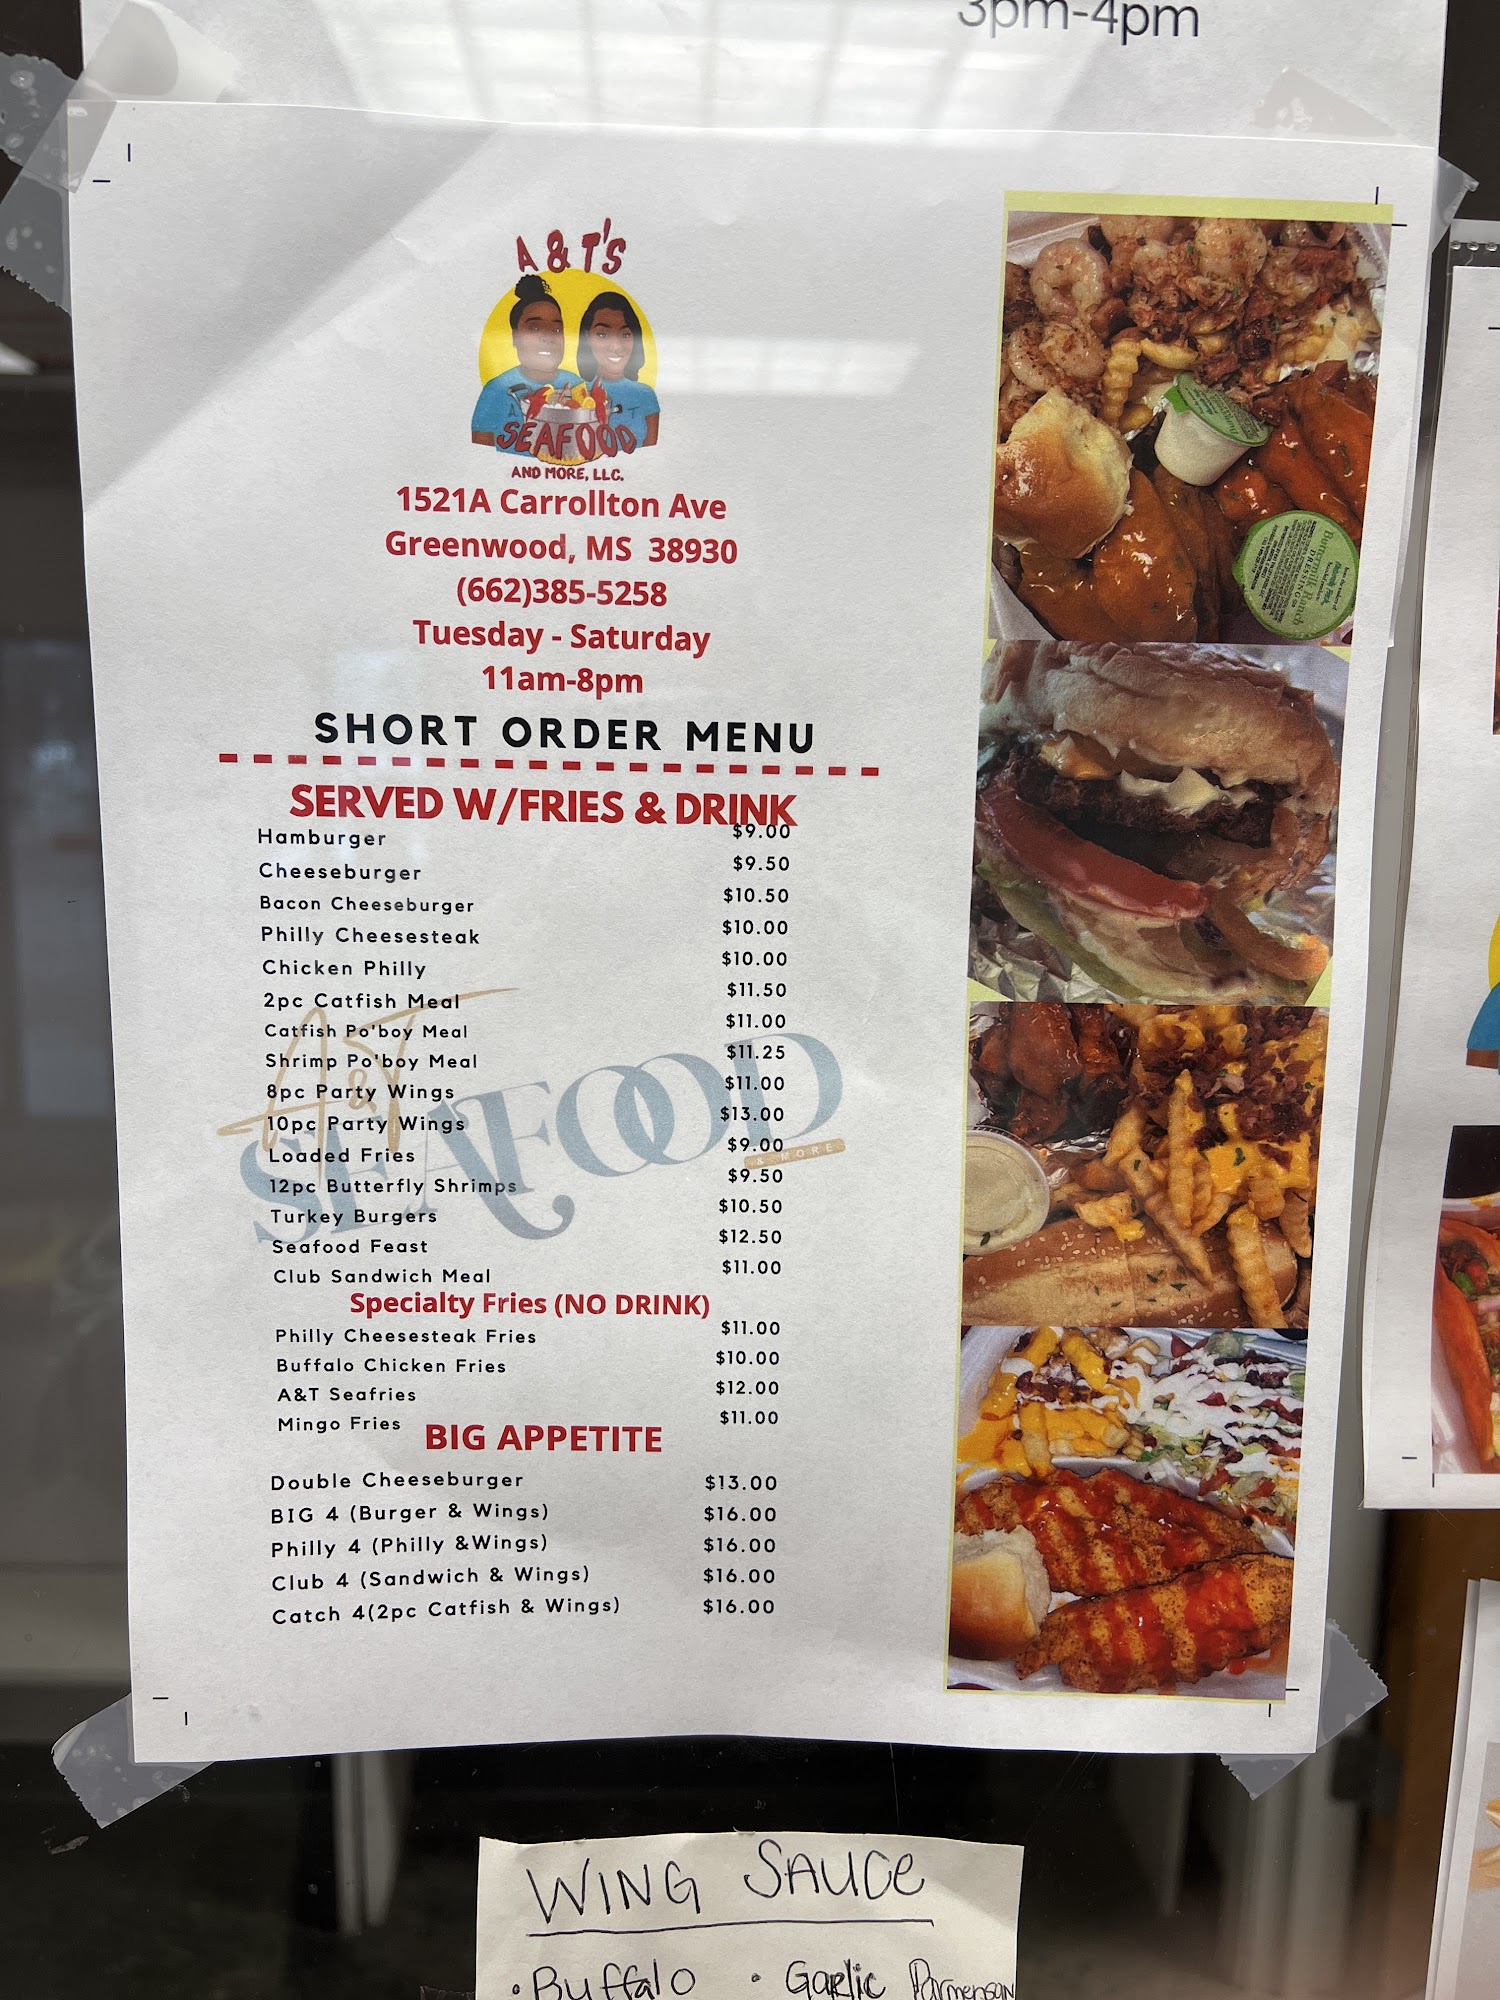 3pm-4pm
A & T's
A T
SEAFOOD
AND MORE, LLC.
1521A Carrollton Ave
Greenwood, MS 38930
(662)385-5258
Tuesday - Saturday
11am-8pm
SHORT ORDER MENU
SERVED W/FRIES & DRINK
Hamburger $9.00
Cheeseburger $9.50
Bacon Cheeseburger $10.50
Philly Cheesesteak $10.00
Chicken Philly $10.00
2pc Catfish Meal $11.50
Catfish Po'boy Meal $11.00
Shrimp Po'boy Meal $11.25
8pc Party Wings $11.00
10pc Party Wings $13.00
Loaded Fries $9.00
12pc Butterfly Shrimps $9.50
Turkey Burgers $10.50
Seafood Feast $12.50
Club Sandwich Meal $11.00
A&T
SEAFOOD
& MORE
Specialty Fries (NO DRINK)
Philly Cheesesteak Fries $11.00
Buffalo Chicken Fries $10.00
A&T Seafries $12.00
Mingo Fries $11.00
BIG APPETITE
Double Cheeseburger $13.00
BIG 4 (Burger & Wings) $16.00
Philly 4 (Philly &Wings) $16.00
Club 4 (Sandwich & Wings) $16.00
Catch 4(2pc Catfish & Wings) $16.00
Buttermilk Ranch
DRESSING
WING SAUCE
• Buffalo • Garlic Parmensan